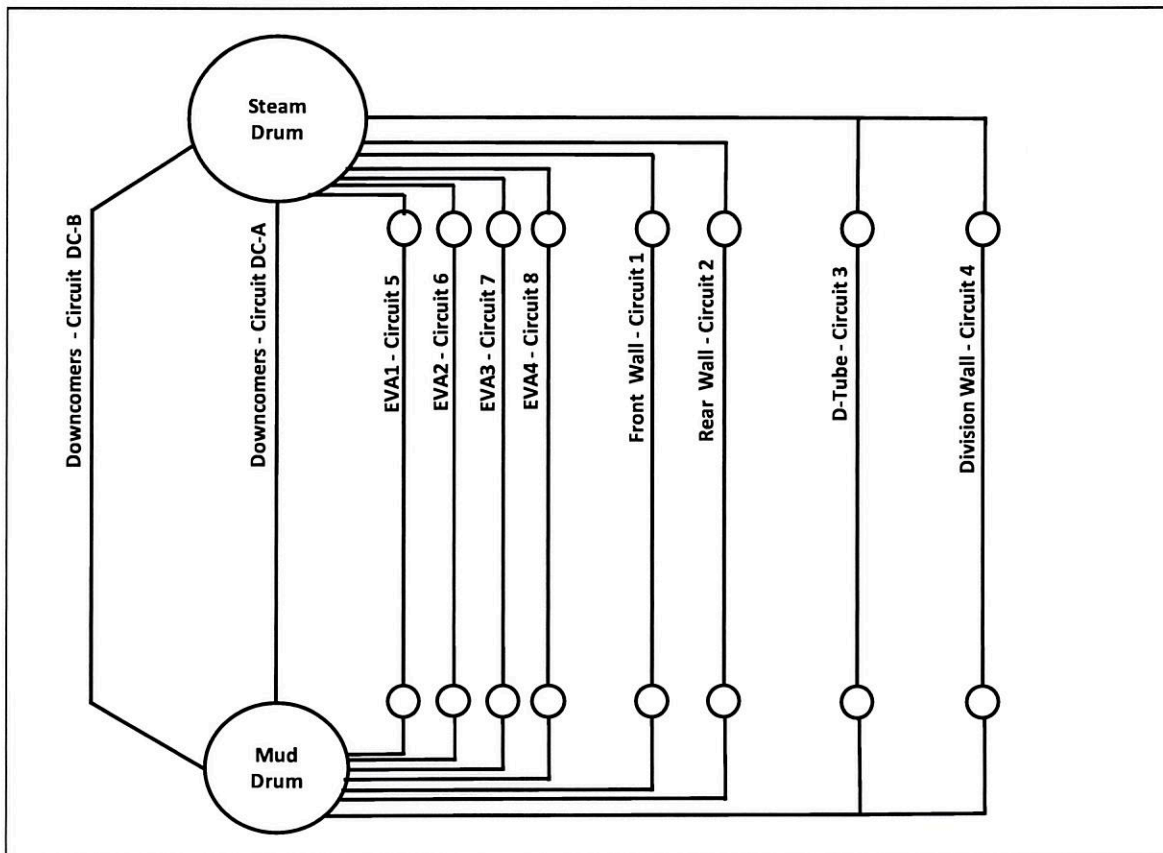 Steam
Drum
Downcomers - Circuit DC-B
Downcomers - Circuit DC-A
EVA1 - Circuit 5
EVA2 - Circuit 6
EVA3 - Circuit 7
EVA4 - Circuit 8
Front Wall - Circuit 1
Rear Wall - Circuit 2
D-Tube - Circuit 3
Division Wall - Circuit 4
Mud
Drum